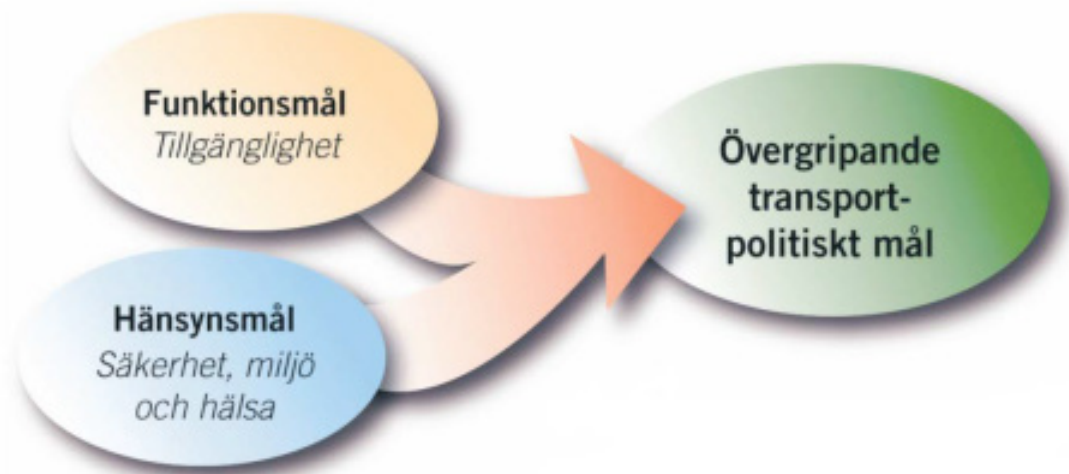 Funktionsmål
Tillgänglighet
Hänsynsmål
Säkerhet, miljö
och hälsa
Övergripande
transport-
politiskt mål